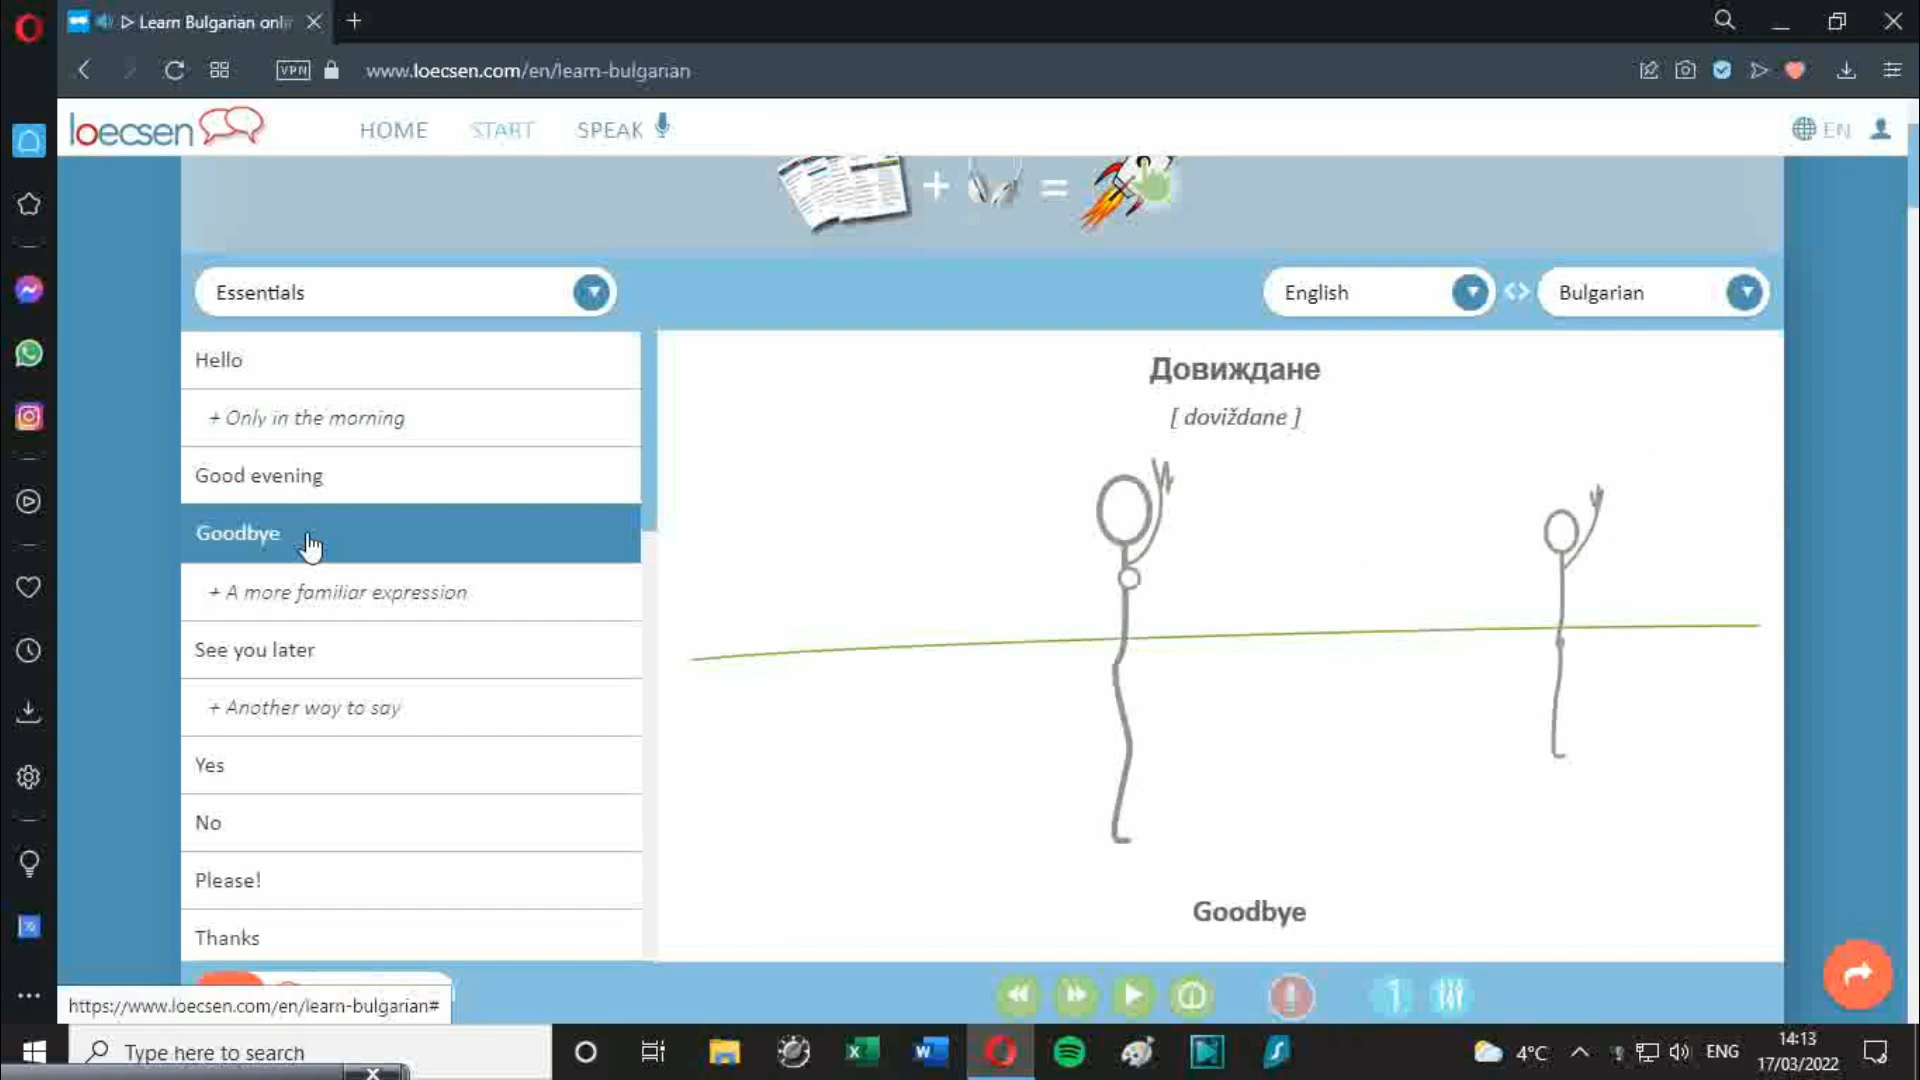 Learn Bulgarian onli
VPN
www.loecsen.com/en/learn-bulgarian
loecsen
HOME
START
SPEAK
EN
+
=
Essentials
English
<>
Bulgarian
Hello
+ Only in the morning
Good evening
Goodbye
+ A more familiar expression
See you later
+ Another way to say
Yes
No
Please!
Thanks
Довиждане
[ doviždane ]
Goodbye
1
https://www.loecsen.com/en/learn-bulgarian#
Type here to search
4°C
ENG
14:13
17/03/2022